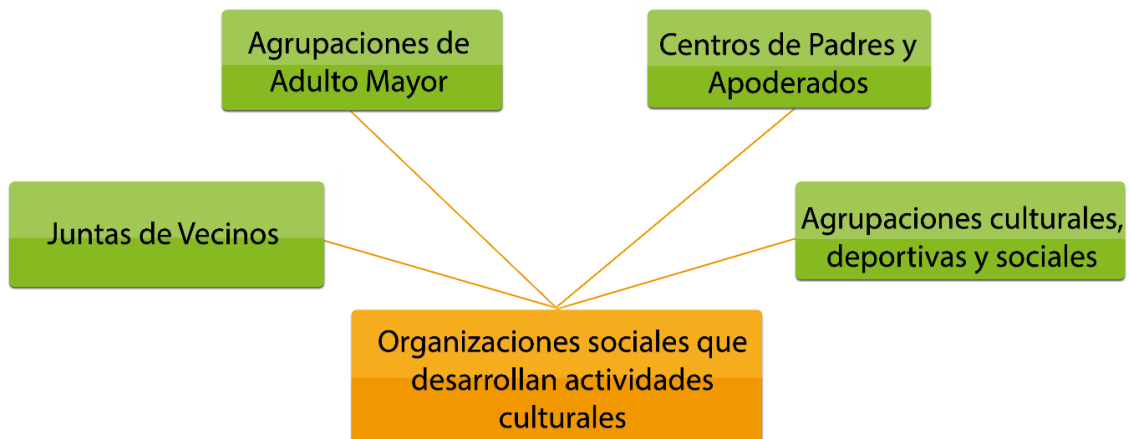 Agrupaciones de
Adulto Mayor
Centros de Padres y
Apoderados
Juntas de Vecinos
Agrupaciones culturales,
deportivas y sociales
Organizaciones sociales que
desarrollan actividades
culturales